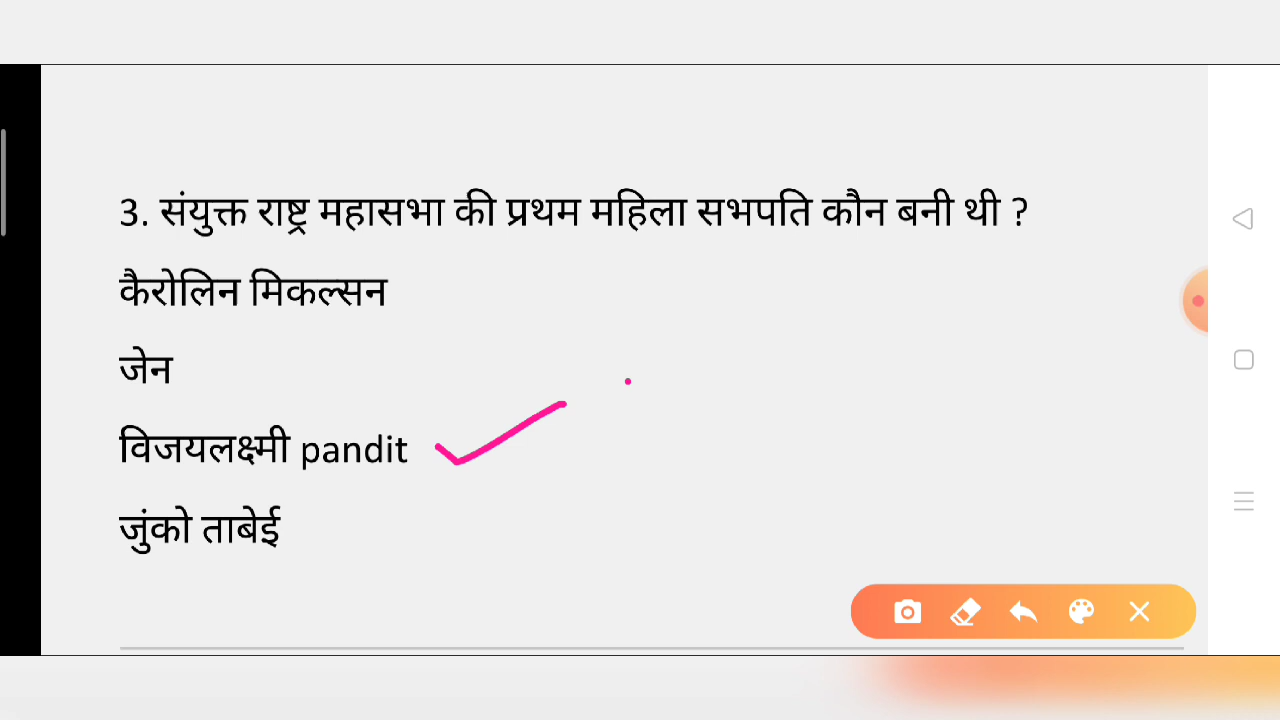 3. संयुक्त राष्ट्र महासभा की प्रथम महिला सभपति कौन बनी थी ?
कैरोलिन मिकल्सन
जेन
विजयलक्ष्मी pandit
जुंको ताबेई